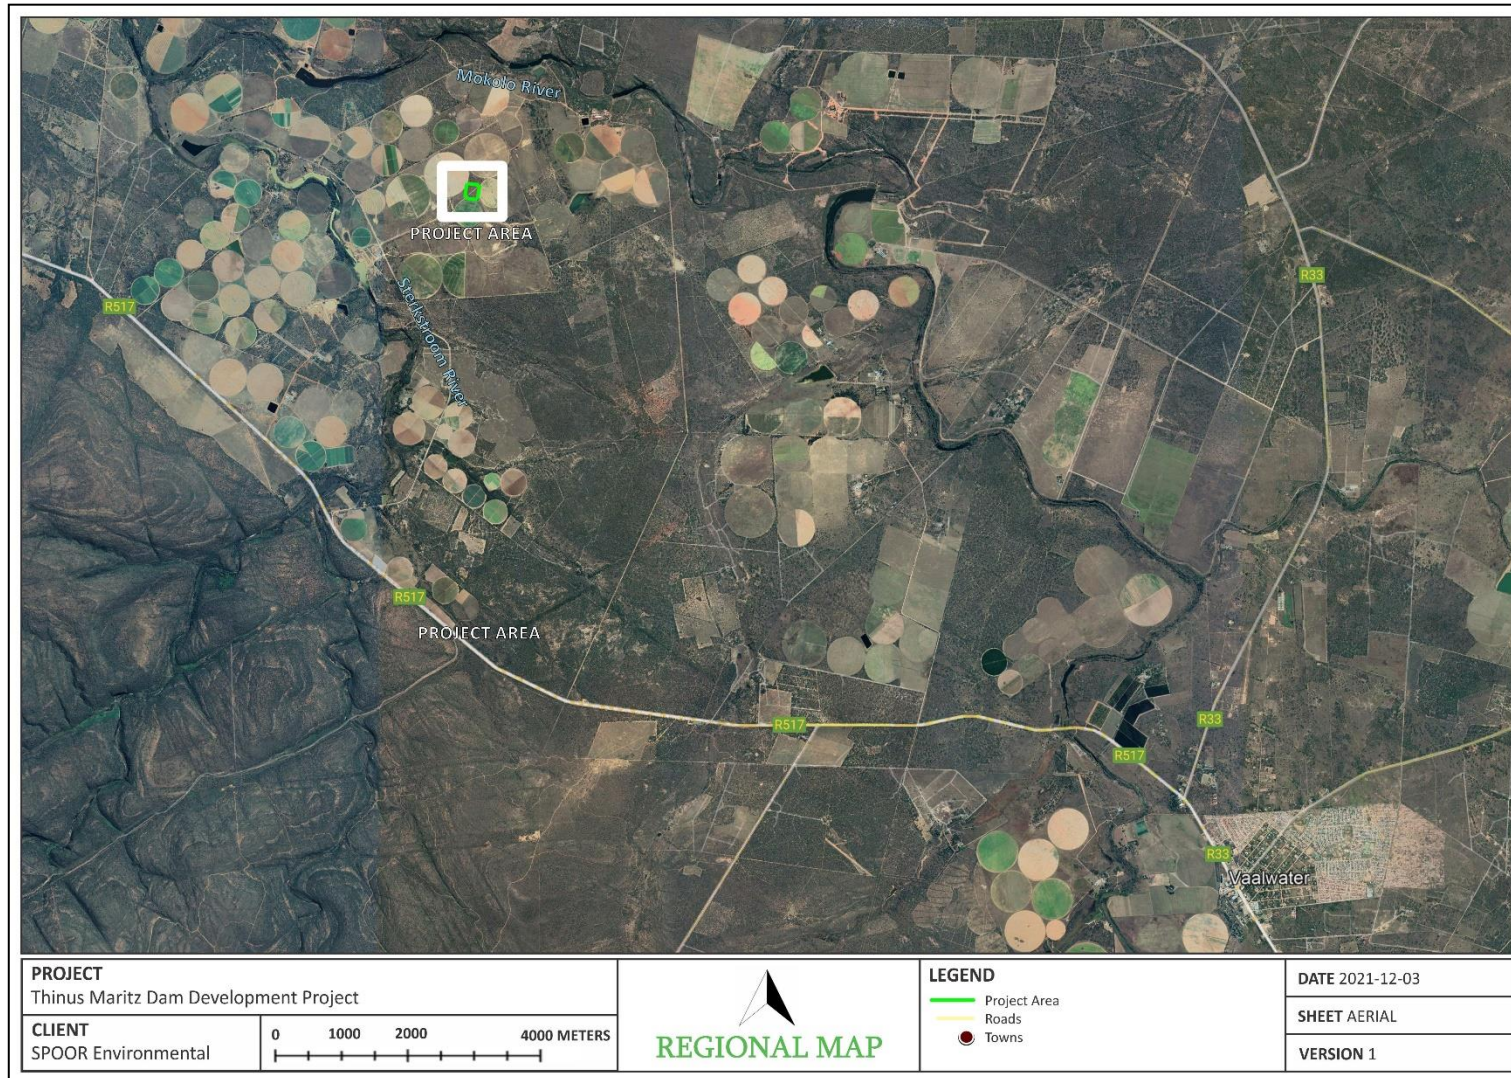 Mokolo River
PROJECT AREA
R33
R517
Sterkstroom River
R517
PROJECT AREA
R517
R33
R517
R33
Vaalwater
PROJECT
Thinus Maritz Dam Development Project
CLIENT
SPOOR Environmental
0 1000 2000 4000 METERS
REGIONAL MAP
LEGEND
Project Area
Roads
Towns
DATE 2021-12-03
SHEET AERIAL
VERSION 1